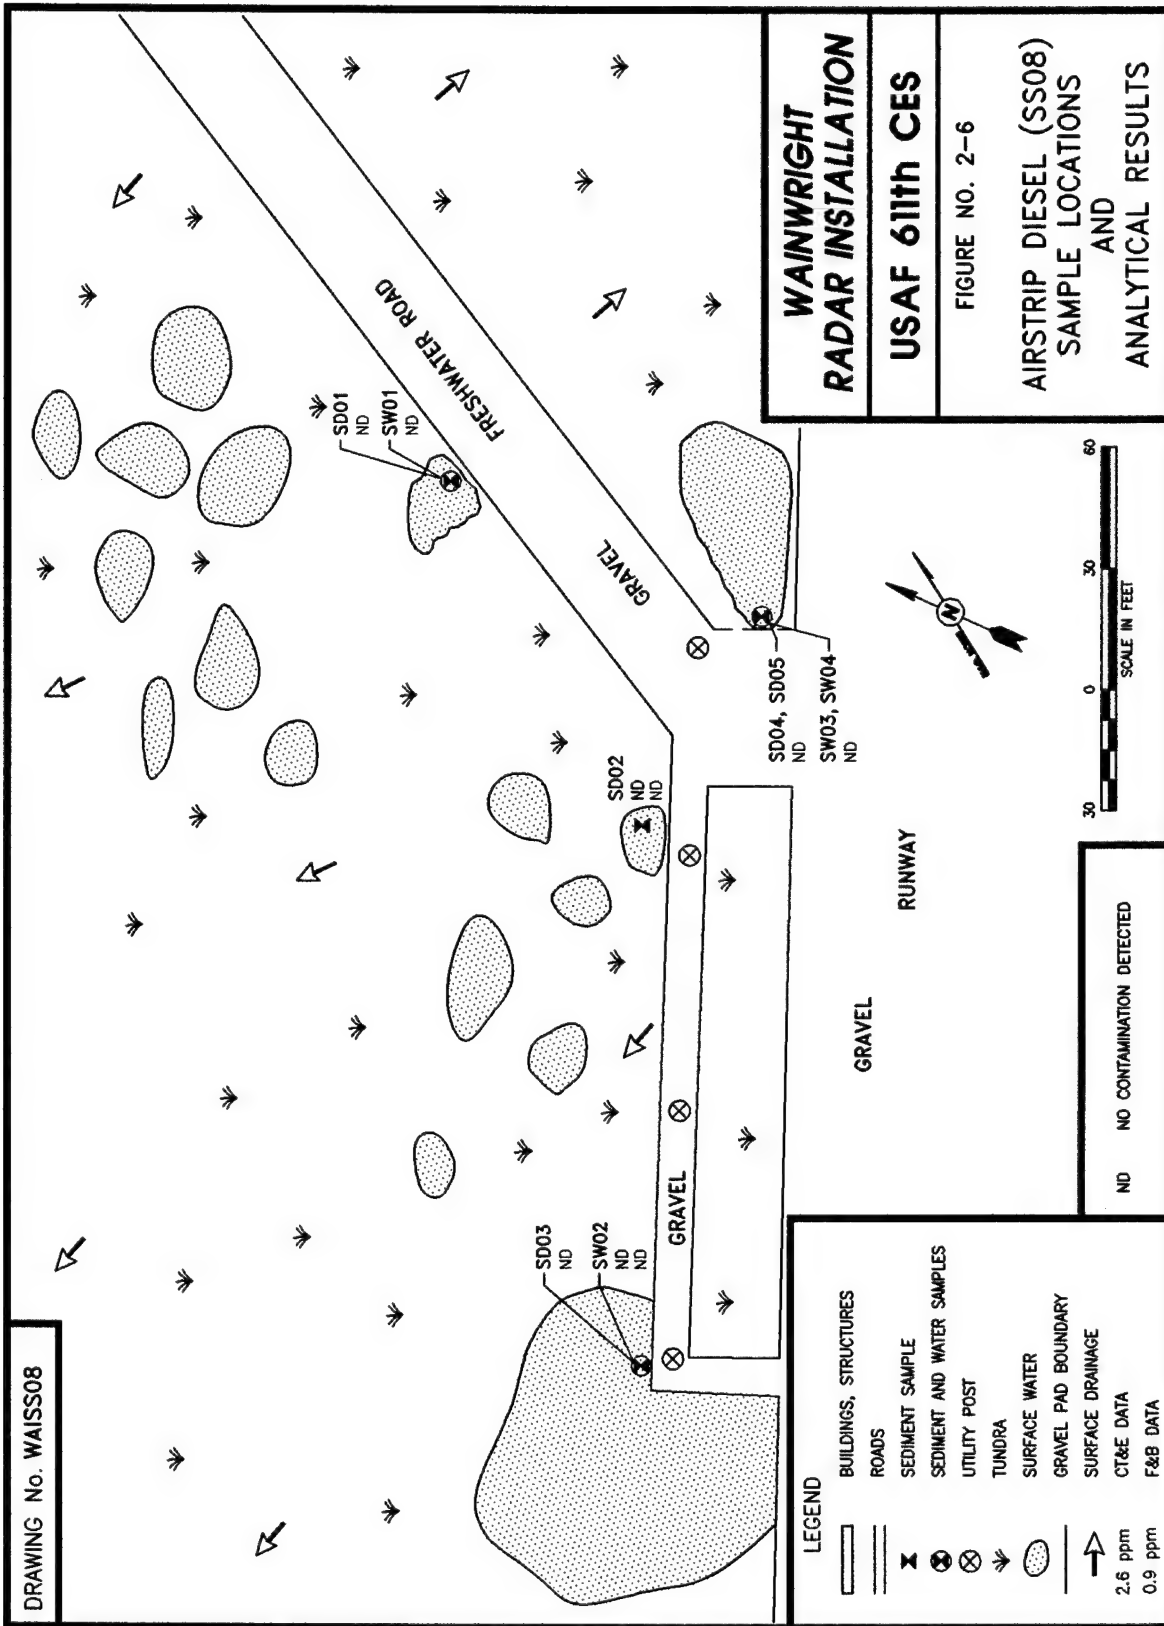 DRAWING No. WAISS08
SD03
ND
SW02
ND
ND
GRAVEL
SD02
ND
ND
SD01
ND
SW01
ND
FRESHWATER ROAD
GRAVEL
SD04, SD05
ND
SW03, SW04
ND
GRAVEL
RUNWAY
N
LEGEND
BUILDINGS, STRUCTURES
ROADS
SEDIMENT SAMPLE
SEDIMENT AND WATER SAMPLES
UTILITY POST
TUNDRA
SURFACE WATER
GRAVEL PAD BOUNDARY
SURFACE DRAINAGE
2.6 ppm CT&E DATA
0.9 ppm F&B DATA
ND NO CONTAMINATION DETECTED
30 0 30 60
SCALE IN FEET
WAINWRIGHT
RADAR INSTALLATION
USAF 611th CES
FIGURE NO. 2-6
AIRSTRIP DIESEL (SS08)
SAMPLE LOCATIONS
AND
ANALYTICAL RESULTS